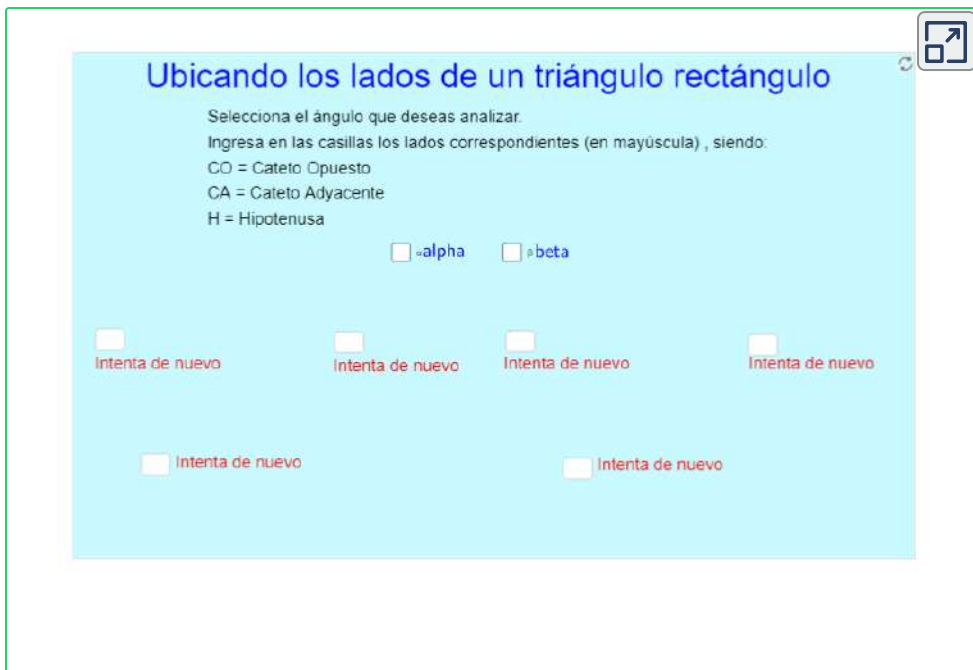 Ubicando los lados de un triángulo rectángulo
Selecciona el ángulo que deseas analizar.
Ingresa en las casillas los lados correspondientes (en mayúscula) , siendo:
CO = Cateto Opuesto
CA = Cateto Adyacente
H = Hipotenusa
α alpha β beta
Intenta de nuevo Intenta de nuevo Intenta de nuevo Intenta de nuevo
Intenta de nuevo Intenta de nuevo